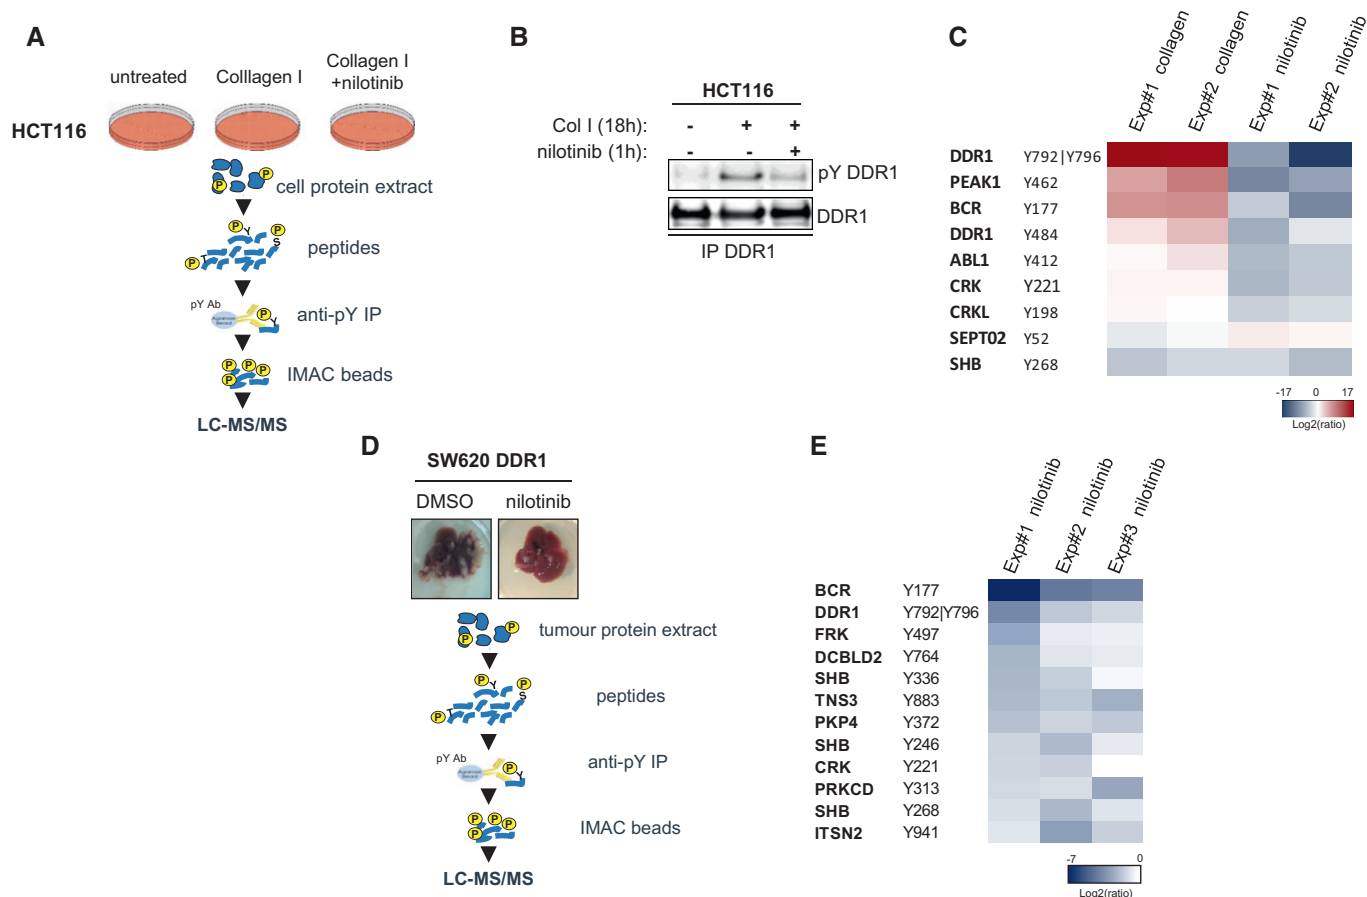 A
untreated
Colllagen I
Collagen I
+nilotinib
HCT116
P
P
cell protein extract
P
Y
P
S
T
P
peptides
pY Ab
P
Y
anti-pY IP
P
P
P
P
IMAC beads
LC-MS/MS
B
HCT116
Col I (18h): - + +
nilotinib (1h): - - +
pY DDR1
DDR1
IP DDR1
C
Exp#1 collagen
Exp#2 collagen
Exp#1 nilotinib
Exp#2 nilotinib
DDR1 Y792|Y796
PEAK1 Y462
BCR Y177
DDR1 Y484
ABL1 Y412
CRK Y221
CRKL Y198
SEPT02 Y52
SHB Y268
-17 0 17
Log2(ratio)
D
SW620 DDR1
DMSO nilotinib
P
P
tumour protein extract
P
Y
P
S
T
P
peptides
pY Ab
P
Y
anti-pY IP
P
P
P
P
IMAC beads
LC-MS/MS
E
Exp#1 nilotinib
Exp#2 nilotinib
Exp#3 nilotinib
BCR Y177
DDR1 Y792|Y796
FRK Y497
DCBLD2 Y764
SHB Y336
TNS3 Y883
PKP4 Y372
SHB Y246
CRK Y221
PRKCD Y313
SHB Y268
ITSN2 Y941
-7 0
Log2(ratio)